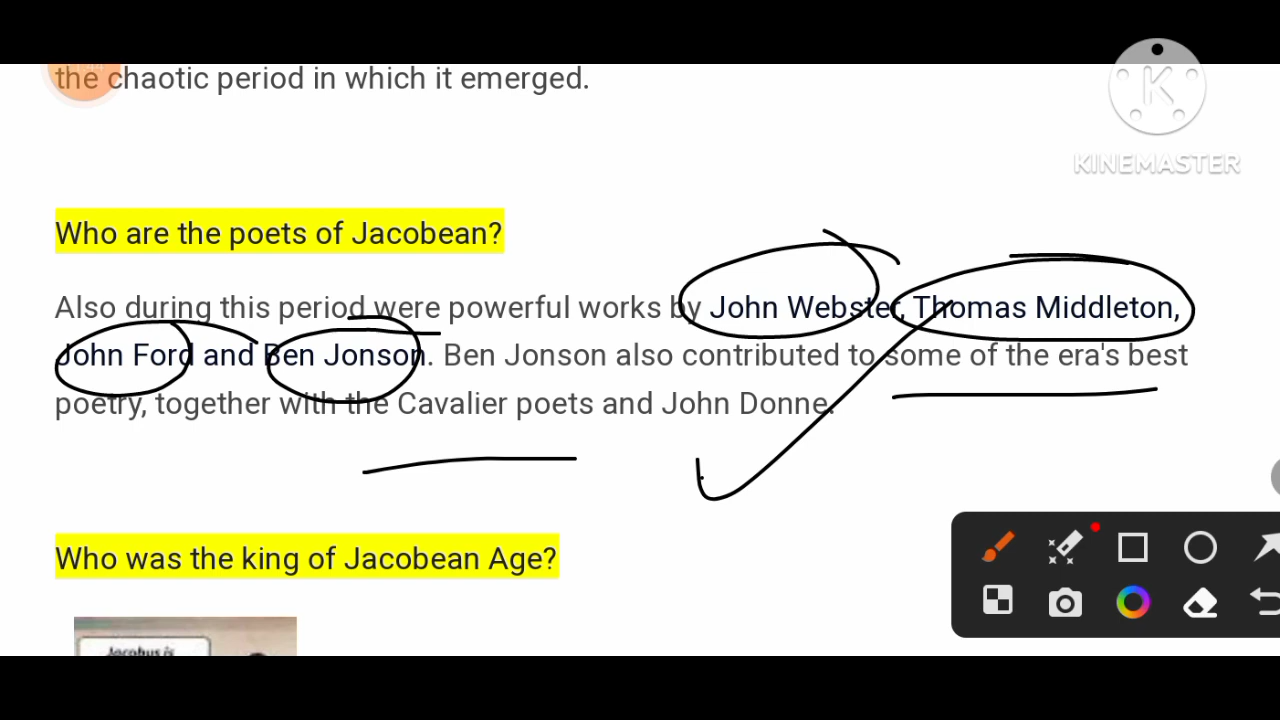 the chaotic period in which it emerged.
KINEMASTER
Who are the poets of Jacobean?
Also during this period were powerful works by John Webster, Thomas Middleton,
John Ford and Ben Jonson. Ben Jonson also contributed to some of the era's best
poetry, together with the Cavalier poets and John Donne.
Who was the king of Jacobean Age?
Jacobus is